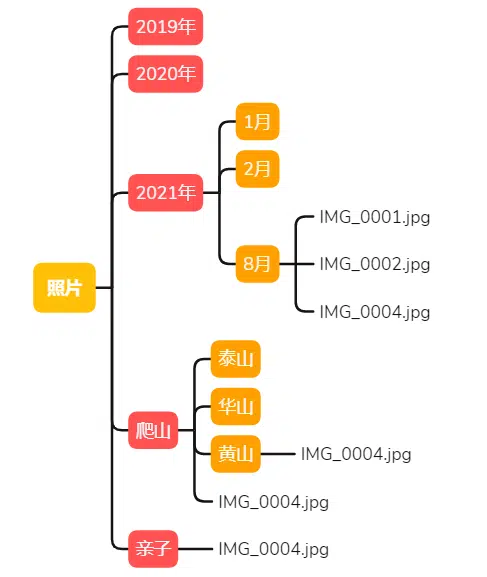 2019年
2020年
1月
2月
2021年
IMG_0001.jpg
8月
IMG_0002.jpg
IMG_0004.jpg
照片
泰山
华山
爬山
黄山
IMG_0004.jpg
IMG_0004.jpg
亲子
IMG_0004.jpg